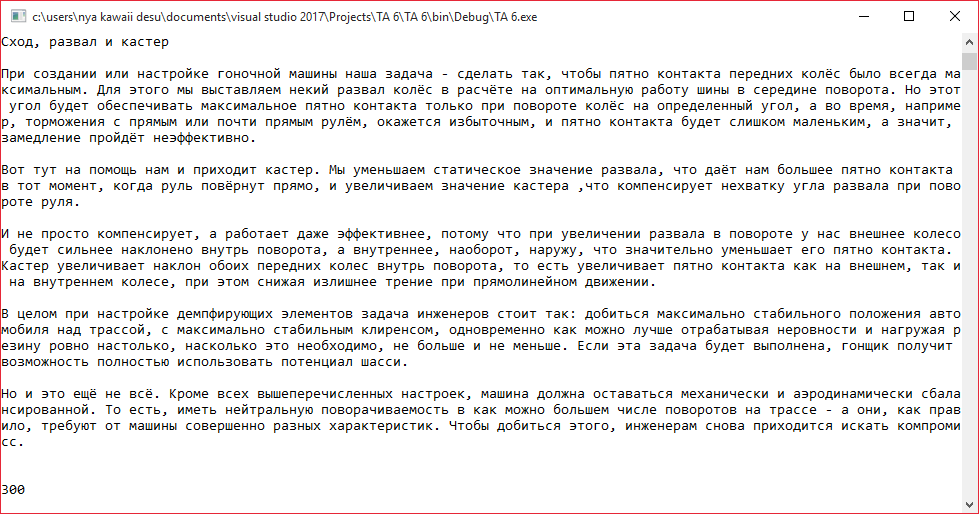 c:\users\nya kawaii desu\documents\visual studio 2017\Projects\TA 6\TA 6\bin\Debug\TA 6.exe
Сход, развал и кастер
При создании или настройке гоночной машины наша задача - сделать так, чтобы пятно контакта передних колёс было всегда ма
ксимальным. Для этого мы выставляем некий развал колёс в расчёте на оптимальную работу шины в середине поворота. Но этот
угол будет обеспечивать максимальное пятно контакта только при повороте колёс на определенный угол, а во время, наприме
р, торможения с прямым или почти прямым рулём, окажется избыточным, и пятно контакта будет слишком маленьким, а значит,
замедление пройдёт неэффективно.
Вот тут на помощь нам и приходит кастер. Мы уменьшаем статическое значение развала, что даёт нам большее пятно контакта
в тот момент, когда руль повёрнут прямо, и увеличиваем значение кастера ,что компенсирует нехватку угла развала при пово
роте руля.
И не просто компенсирует, а работает даже эффективнее, потому что при увеличении развала в повороте у нас внешнее колесо
будет сильнее наклонено внутрь поворота, а внутреннее, наоборот, наружу, что значительно уменьшает его пятно контакта.
Кастер увеличивает наклон обоих передних колес внутрь поворота, то есть увеличивает пятно контакта как на внешнем, так и
на внутреннем колесе, при этом снижая излишнее трение при прямолинейном движении.
В целом при настройке демпфирующих элементов задача инженеров стоит так: добиться максимально стабильного положения авто
мобиля над трассой, с максимально стабильным клиренсом, одновременно как можно лучше отрабатывая неровности и нагружая р
езину ровно настолько, насколько это необходимо, не больше и не меньше. Если эта задача будет выполнена, гонщик получит
возможность полностью использовать потенциал шасси.
Но и это ещё не всё. Кроме всех вышеперечисленных настроек, машина должна оставаться механически и аэродинамически сбала
нсированной. То есть, иметь нейтральную поворачиваемость в как можно большем числе поворотов на трассе - а они, как прав
ило, требуют от машины совершенно разных характеристик. Чтобы добиться этого, инженерам снова приходится искать компроми
сс.
300